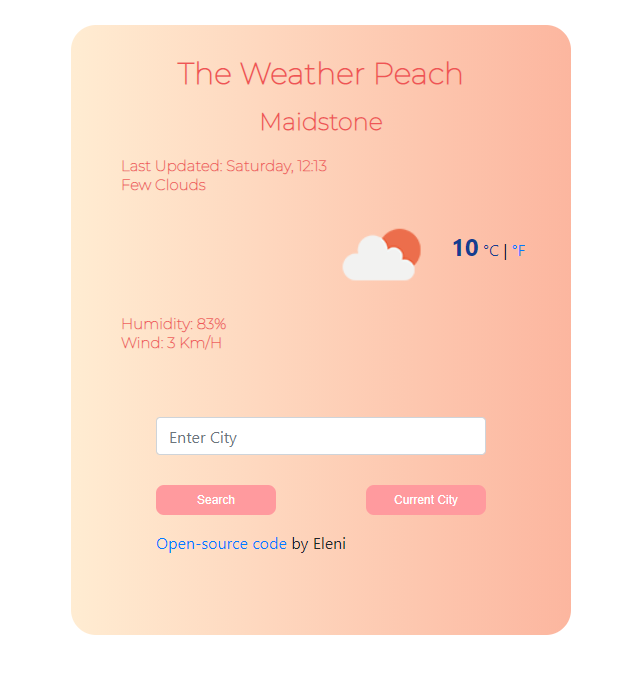 The Weather Peach
Maidstone
Last Updated: Saturday, 12:13
Few Clouds
10 °C | °F
Humidity: 83%
Wind: 3 Km/H
Enter City
Search
Current City
Open-source code by Eleni